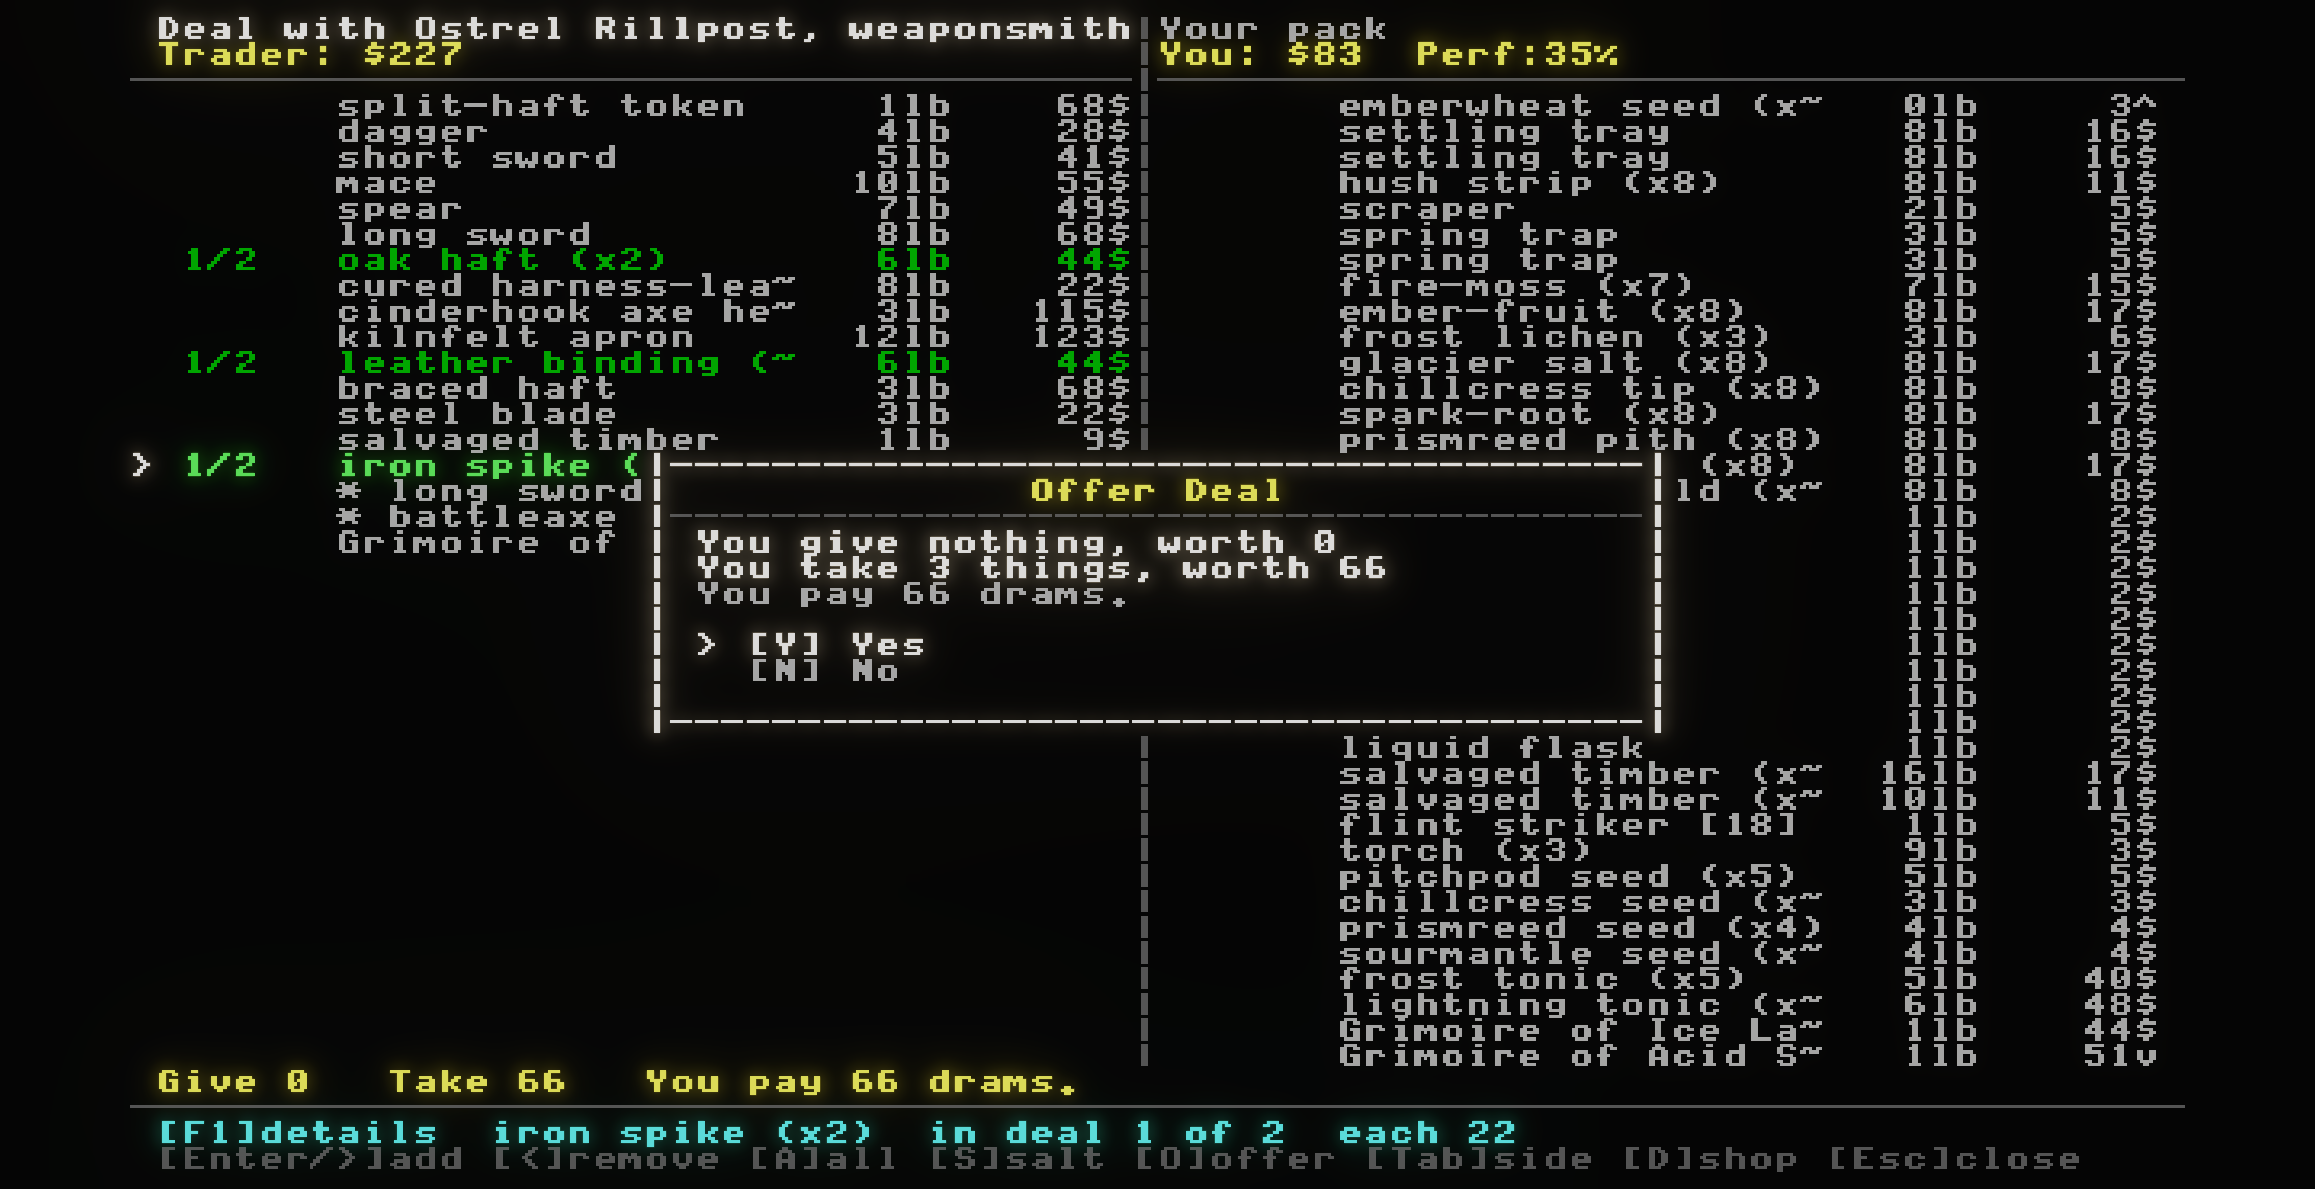 Deal with Ostrel Rillpost, weaponsmith Your pack
Trader: $227 You: $83 Perf:35%
split-haft token 1lb 68$ emberwheat seed (x~ 0lb 3^
dagger 4lb 28$ settling tray 8lb 16$
short sword 5lb 41$ settling tray 8lb 16$
mace 10lb 55$ hush strip (x8) 8lb 11$
spear 7lb 49$ scraper 2lb 5$
long sword 8lb 68$ spring trap 3lb 5$
1/2 oak haft (x2) 6lb 44$ spring trap 3lb 5$
cured harness-lea~ 8lb 22$ fire-moss (x7) 7lb 15$
cinderhook axe he~ 3lb 115$ ember-fruit (x8) 8lb 17$
kilnfelt apron 12lb 123$ frost lichen (x3) 3lb 6$
1/2 leather binding (~ 6lb 44$ glacier salt (x8) 8lb 17$
braced haft 3lb 68$ chillcress tip (x8) 8lb 8$
steel blade 3lb 22$ spark-root (x8) 8lb 17$
salvaged timber 1lb 9$ prismreed pith (x8) 8lb 8$
> 1/2 iron spike ( (x8) 8lb 17$
* long sword Offer Deal ld (x~ 8lb 8$
* battleaxe 1lb 2$
Grimoire of You give nothing, worth 0 1lb 2$
You take 3 things, worth 66 1lb 2$
You pay 66 drams. 1lb 2$
1lb 2$
> [Y] Yes 1lb 2$
[N] No 1lb 2$
1lb 2$
1lb 2$
liquid flask 1lb 2$
salvaged timber (x~ 16lb 17$
salvaged timber (x~ 10lb 11$
flint striker [18] 1lb 5$
torch (x3) 9lb 3$
pitchpod seed (x5) 5lb 5$
chillcress seed (x~ 3lb 3$
prismreed seed (x4) 4lb 4$
sourmantle seed (x~ 4lb 4$
frost tonic (x5) 5lb 40$
lightning tonic (x~ 6lb 48$
Grimoire of Ice La~ 1lb 44$
Grimoire of Acid S~ 1lb 51v
Give 0 Take 66 You pay 66 drams.
[F1]details iron spike (x2) in deal 1 of 2 each 22
[Enter/>]add [<]remove [A]all [S]salt [O]offer [Tab]side [D]shop [Esc]close